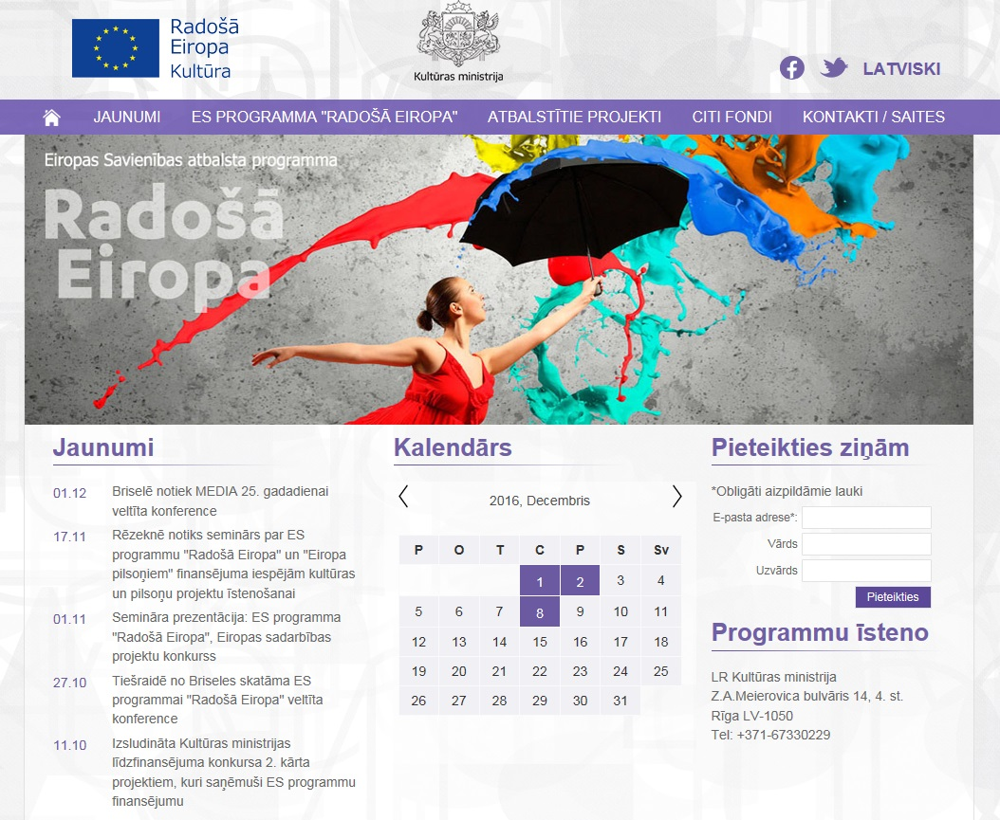 Radošā
Eiropa
Kultūra
Kultūras ministrija
LATVISKI
JAUNUMI ES PROGRAMMA "RADOŠĀ EIROPA" ATBALSTĪTIE PROJEKTI CITI FONDI KONTAKTI / SAITES
Eiropas Savienības atbalsta programma
Radošā
Eiropa
Jaunumi
01.12 Briselē notiek MEDIA 25. gadadienai
veltīta konference
17.11 Rēzeknē notiks seminārs par ES
programmu "Radošā Eiropa" un "Eiropa
pilsoņiem" finansējuma iespējām kultūras
un pilsoņu projektu īstenošanai
01.11 Semināra prezentācija: ES programma
"Radošā Eiropa", Eiropas sadarbības
projektu konkurss
27.10 Tiešraidē no Briseles skatāma ES
programmai "Radošā Eiropa" veltīta
konference
11.10 Izsludināta Kultūras ministrijas
līdzfinansējuma konkursa 2. kārta
projektiem, kuri saņēmuši ES programmu
finansējumu
Kalendārs
2016, Decembris
P O T C P S Sv
1 2 3 4
5 6 7 8 9 10 11
12 13 14 15 16 17 18
19 20 21 22 23 24 25
26 27 28 29 30 31
Pieteikties ziņām
*Obligāti aizpildāmie lauki
E-pasta adrese*:
Vārds
Uzvārds
Pieteikties
Programmu īsteno
LR Kultūras ministrija
Z.A.Meierovica bulvāris 14, 4. st.
Rīga LV-1050
Tel: +371-67330229